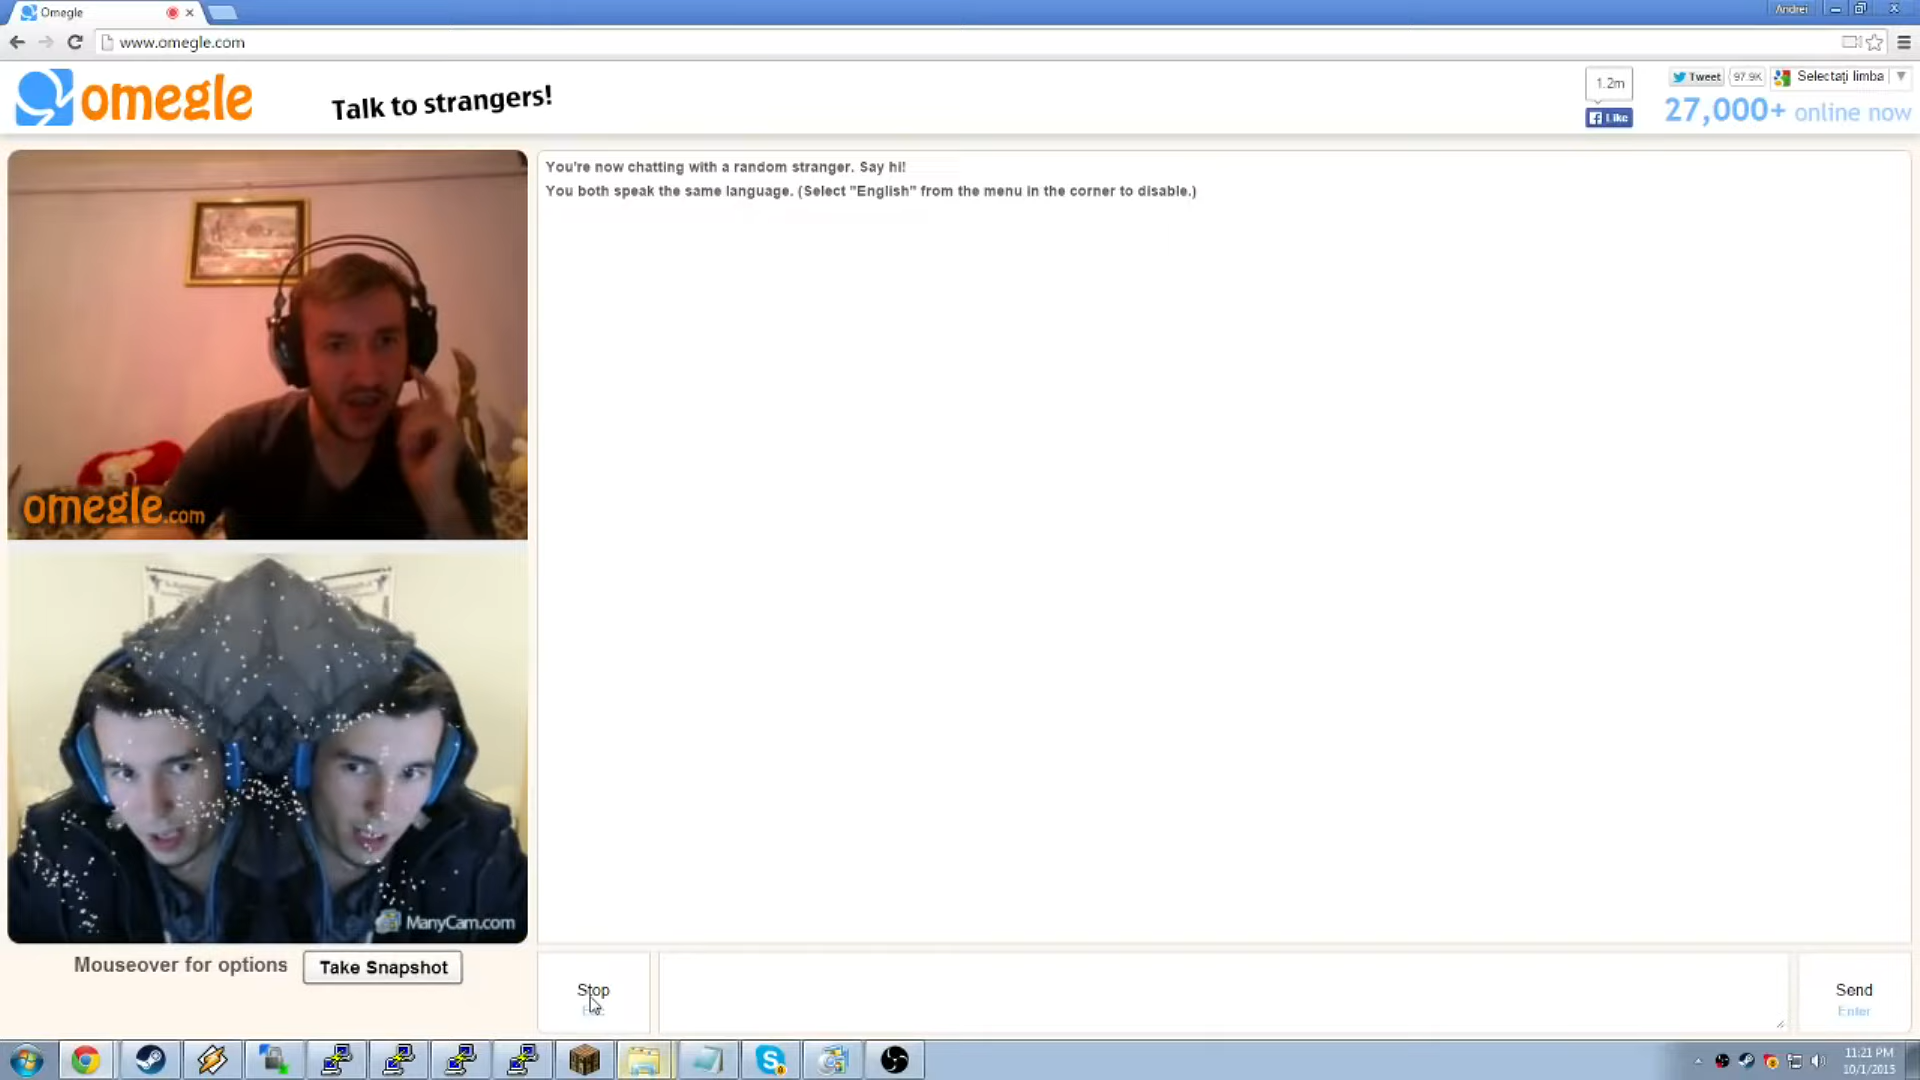 Omegle
Andrei
www.omegle.com
omegle
Talk to strangers!
1.2m
Like
Tweet
97.9K
Selectați limba
27,000+ online now
You're now chatting with a random stranger. Say hi!
You both speak the same language. (Select "English" from the menu in the corner to disable.)
omegle.com
ManyCam.com
Mouseover for options
Take Snapshot
Stop
Send
Enter
11:21 PM
10/1/2015